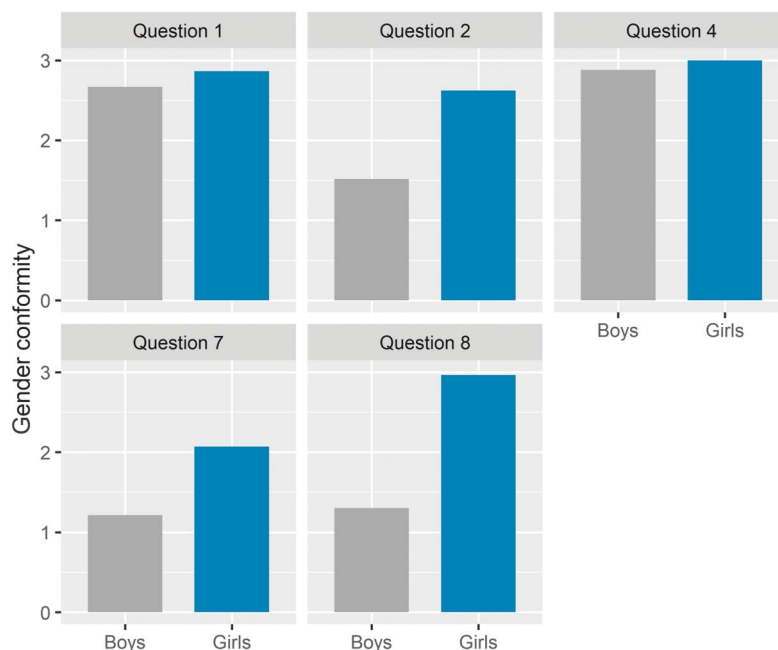 Gender conformity
Question 1
Question 2
Question 4
3
2
1
0
Boys
Girls
Question 7
Question 8
3
2
1
0
Boys
Girls
Boys
Girls